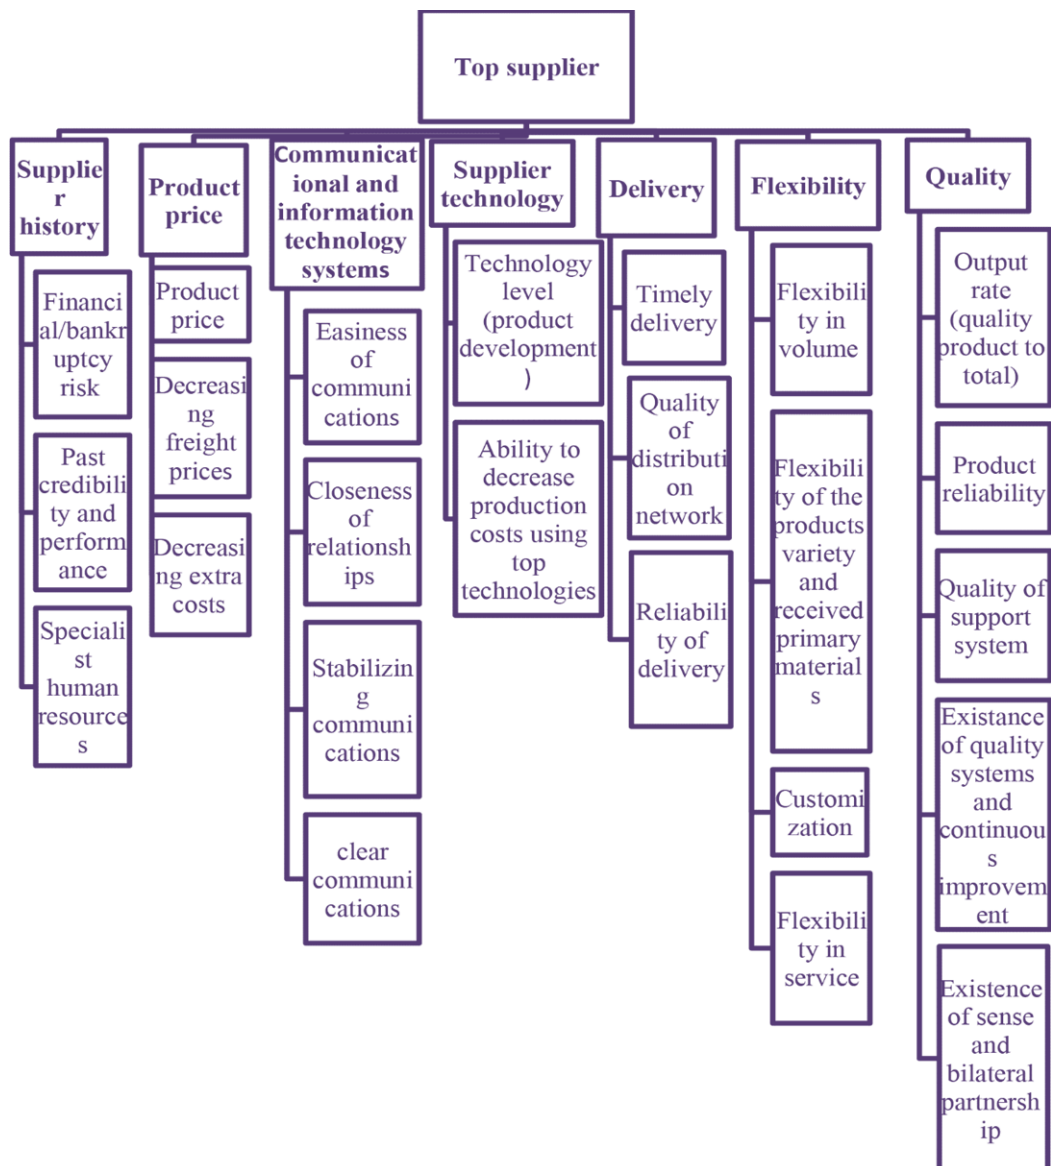 Top supplier
Supplie
r
history
Financi
al/bankr
uptcy
risk
Past
credibili
ty and
perform
ance
Speciali
st
human
resource
s
Product
price
Product
price
Decreasi
ng
freight
prices
Decreasi
ng extra
costs
Communicat
ional and
information
technology
systems
Easiness
of
communi
cations
Closeness
of
relationsh
ips
Stabilizin
g
communi
cations
clear
communi
cations
Supplier
technology
Technology
level
(product
development
)
Ability to
decrease
production
costs using
top
technologies
Delivery
Timely
delivery
Quality
of
distributi
on
network
Reliabilit
y of
delivery
Flexibility
Flexibili
ty in
volume
Flexibilit
y of the
products
variety
and
received
primary
material
s
Customi
zation
Flexibili
ty in
service
Quality
Output
rate
(quality
product to
total)
Product
reliability
Quality of
support
system
Existance
of quality
systems
and
continuou
s
improvem
ent
Existence
of sense
and
bilateral
partnersh
ip